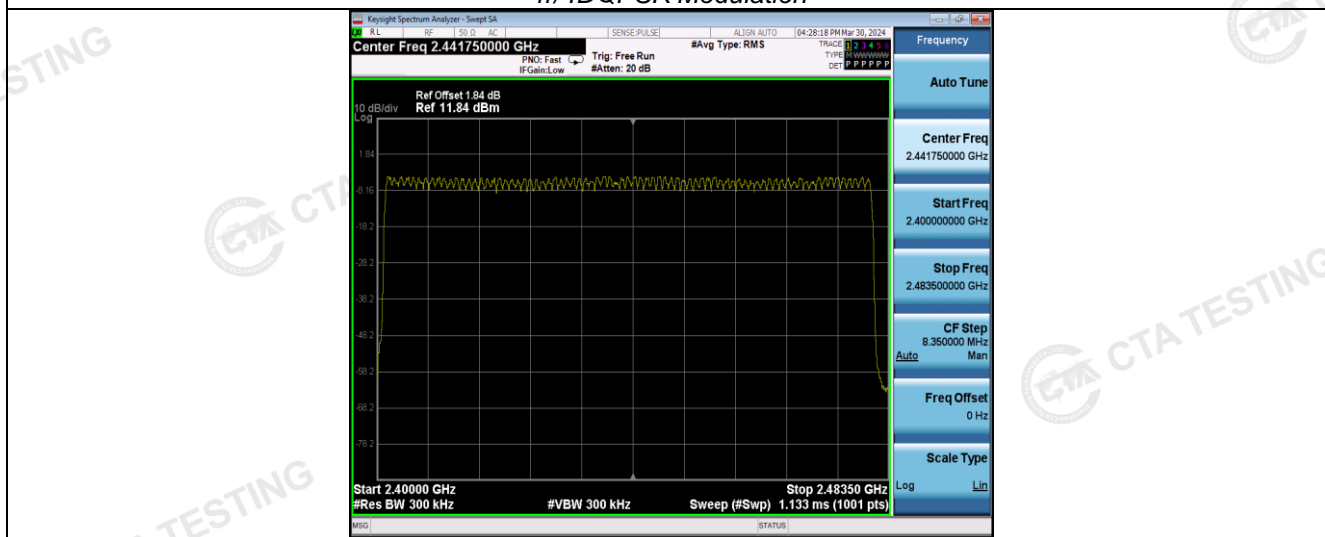 Keysight Spectrum Analyzer - Swept SA
RL RF 50 Ω AC SENSE:PULSE ALIGN AUTO 04:28:18 PM Mar 30, 2024
Center Freq 2.441750000 GHz
#Avg Type: RMS
TRACE 1 2 3 4 5 6
PNO: Fast Trig: Free Run
TYPE M WWWWW
IFGain:Low #Atten: 20 dB
DET P P P P P P
Ref Offset 1.84 dB
10 dB/div Ref 11.84 dBm
Log
1.84
-8.16
-18.2
-28.2
-38.2
-48.2
-58.2
-68.2
-78.2
Start 2.40000 GHz Stop 2.48350 GHz
#Res BW 300 kHz #VBW 300 kHz Sweep (#Swp) 1.133 ms (1001 pts)
MSG STATUS
Frequency
Auto Tune
Center Freq
2.441750000 GHz
Start Freq
2.400000000 GHz
Stop Freq
2.483500000 GHz
CF Step
8.350000 MHz
Auto Man
Freq Offset
0 Hz
Scale Type
Log Lin
STING
CTA
CTA TESTING
TESTING